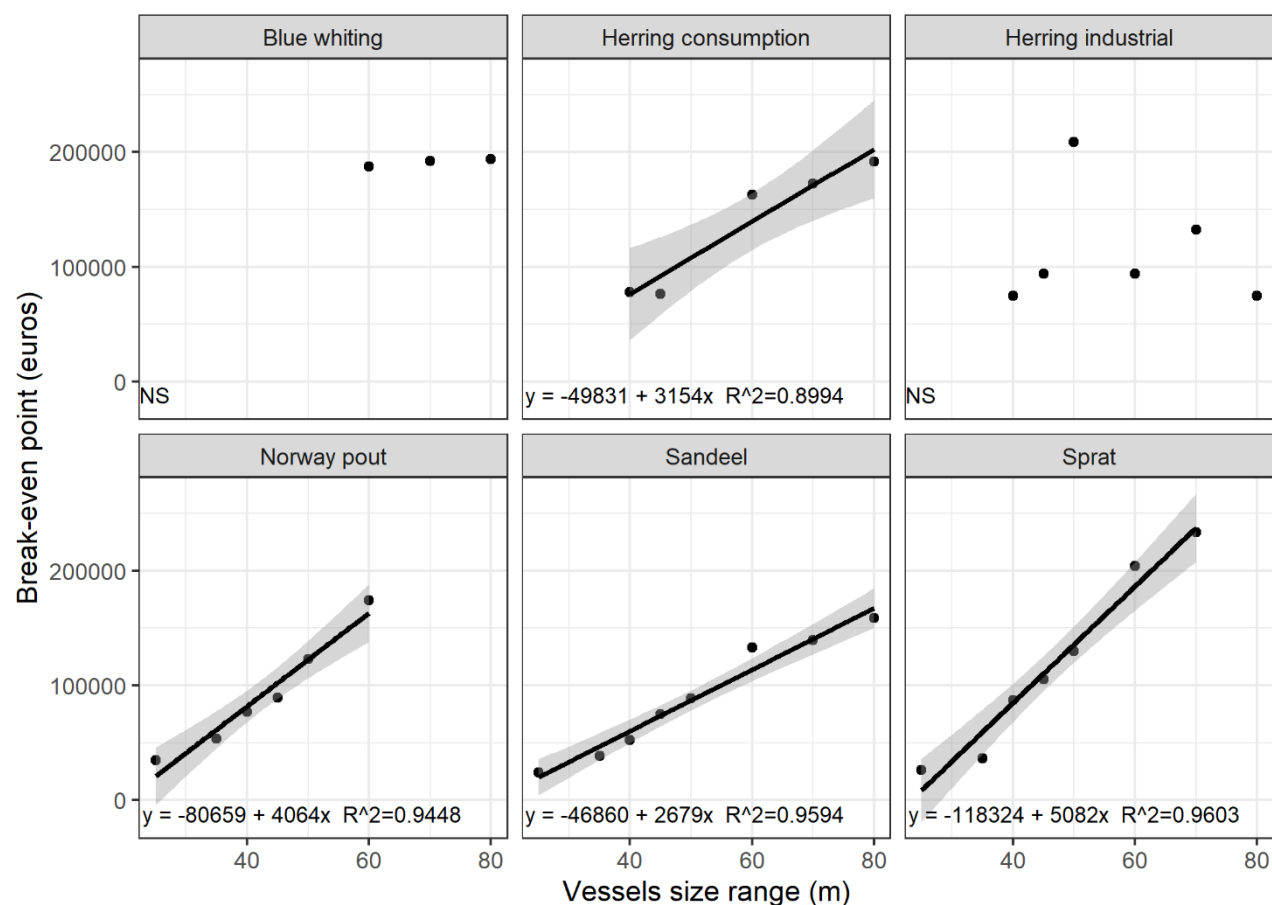 Blue whiting Herring consumption Herring industrial
200000
100000
0
NS y = -49831 + 3154x R^2=0.8994 NS
Break-even point (euros)
Norway pout Sandeel Sprat
200000
100000
0
y = -80659 + 4064x R^2=0.9448 y = -46860 + 2679x R^2=0.9594 y = -118324 + 5082x R^2=0.9603
40 60 80 40 60 80 40 60 80
Vessels size range (m)